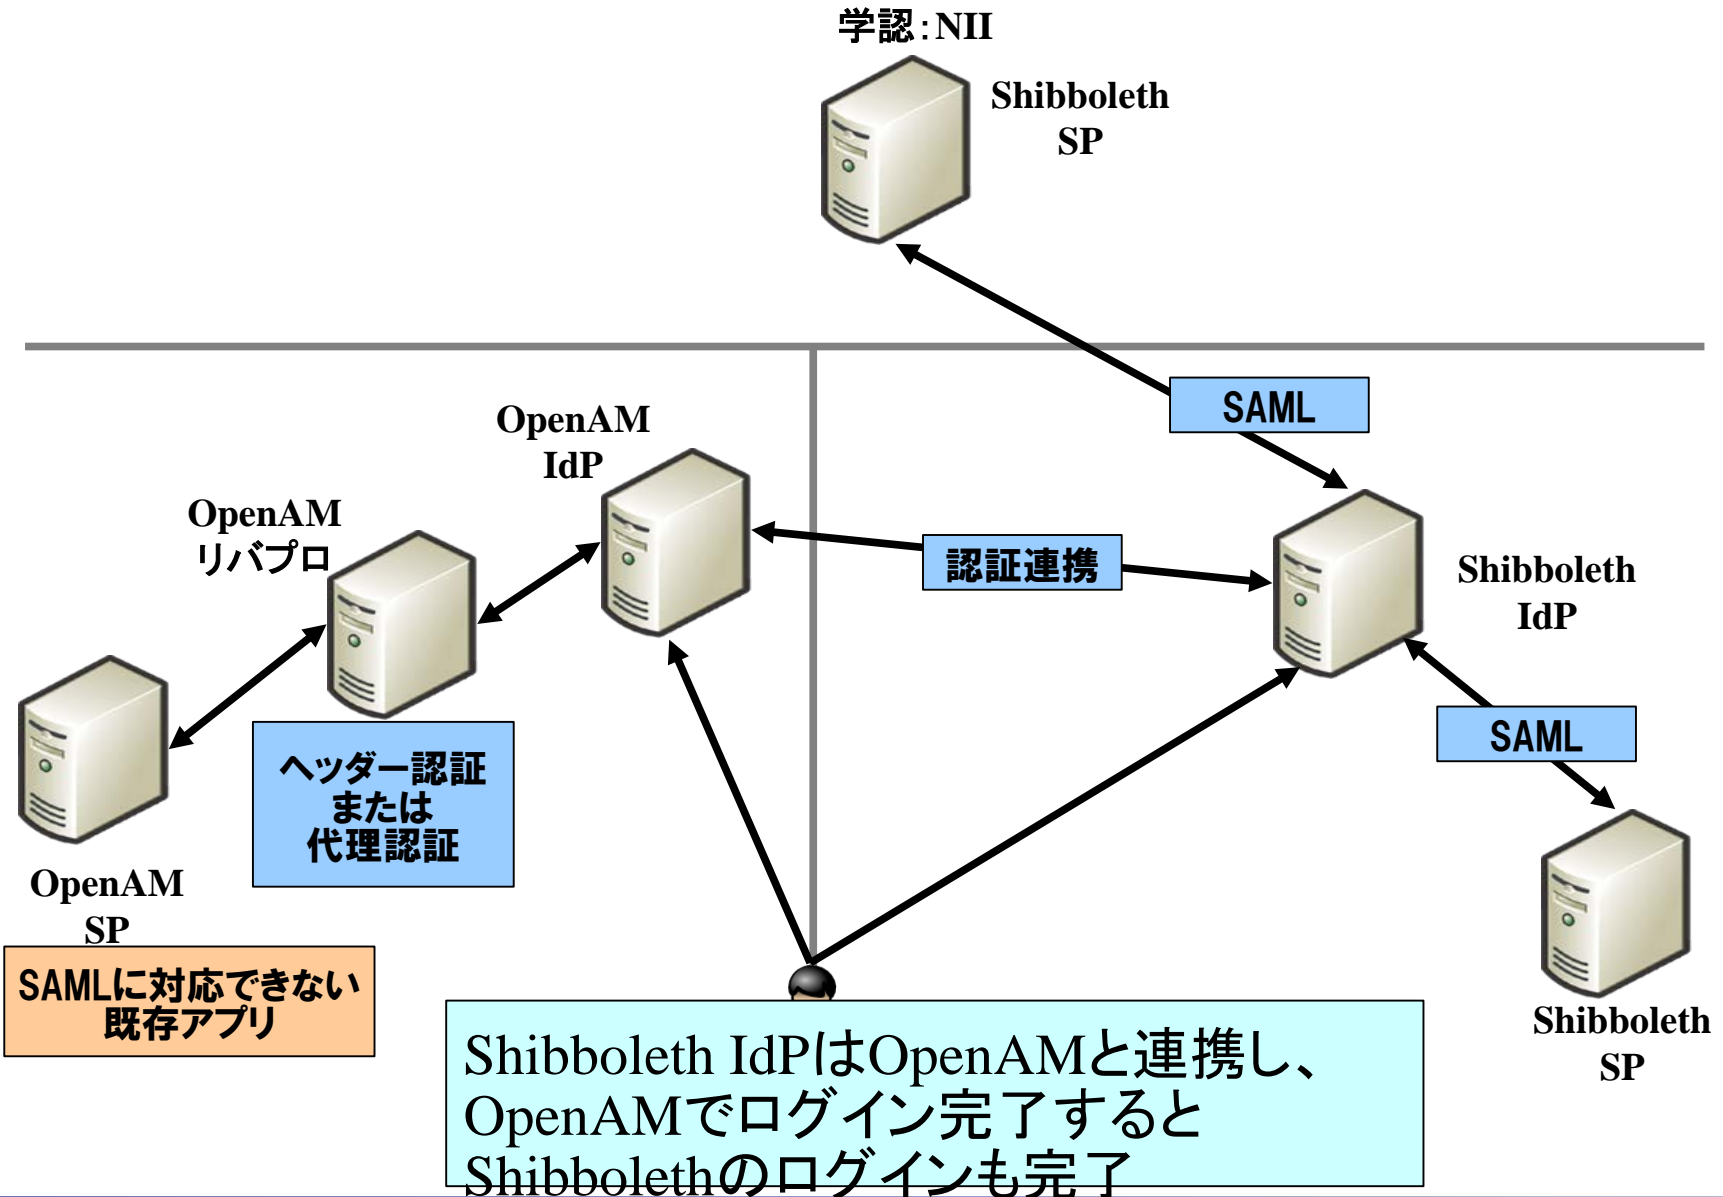 学認：NII
Shibboleth
SP
SAML
OpenAM
IdP
OpenAM
リバプロ
認証連携
Shibboleth
IdP
SAML
ヘッダー認証
または
代理認証
OpenAM
SP
SAMLに対応できない
既存アプリ
Shibboleth
SP
Shibboleth IdPはOpenAMと連携し、
OpenAMでログイン完了すると
Shibbolethのログインも完了